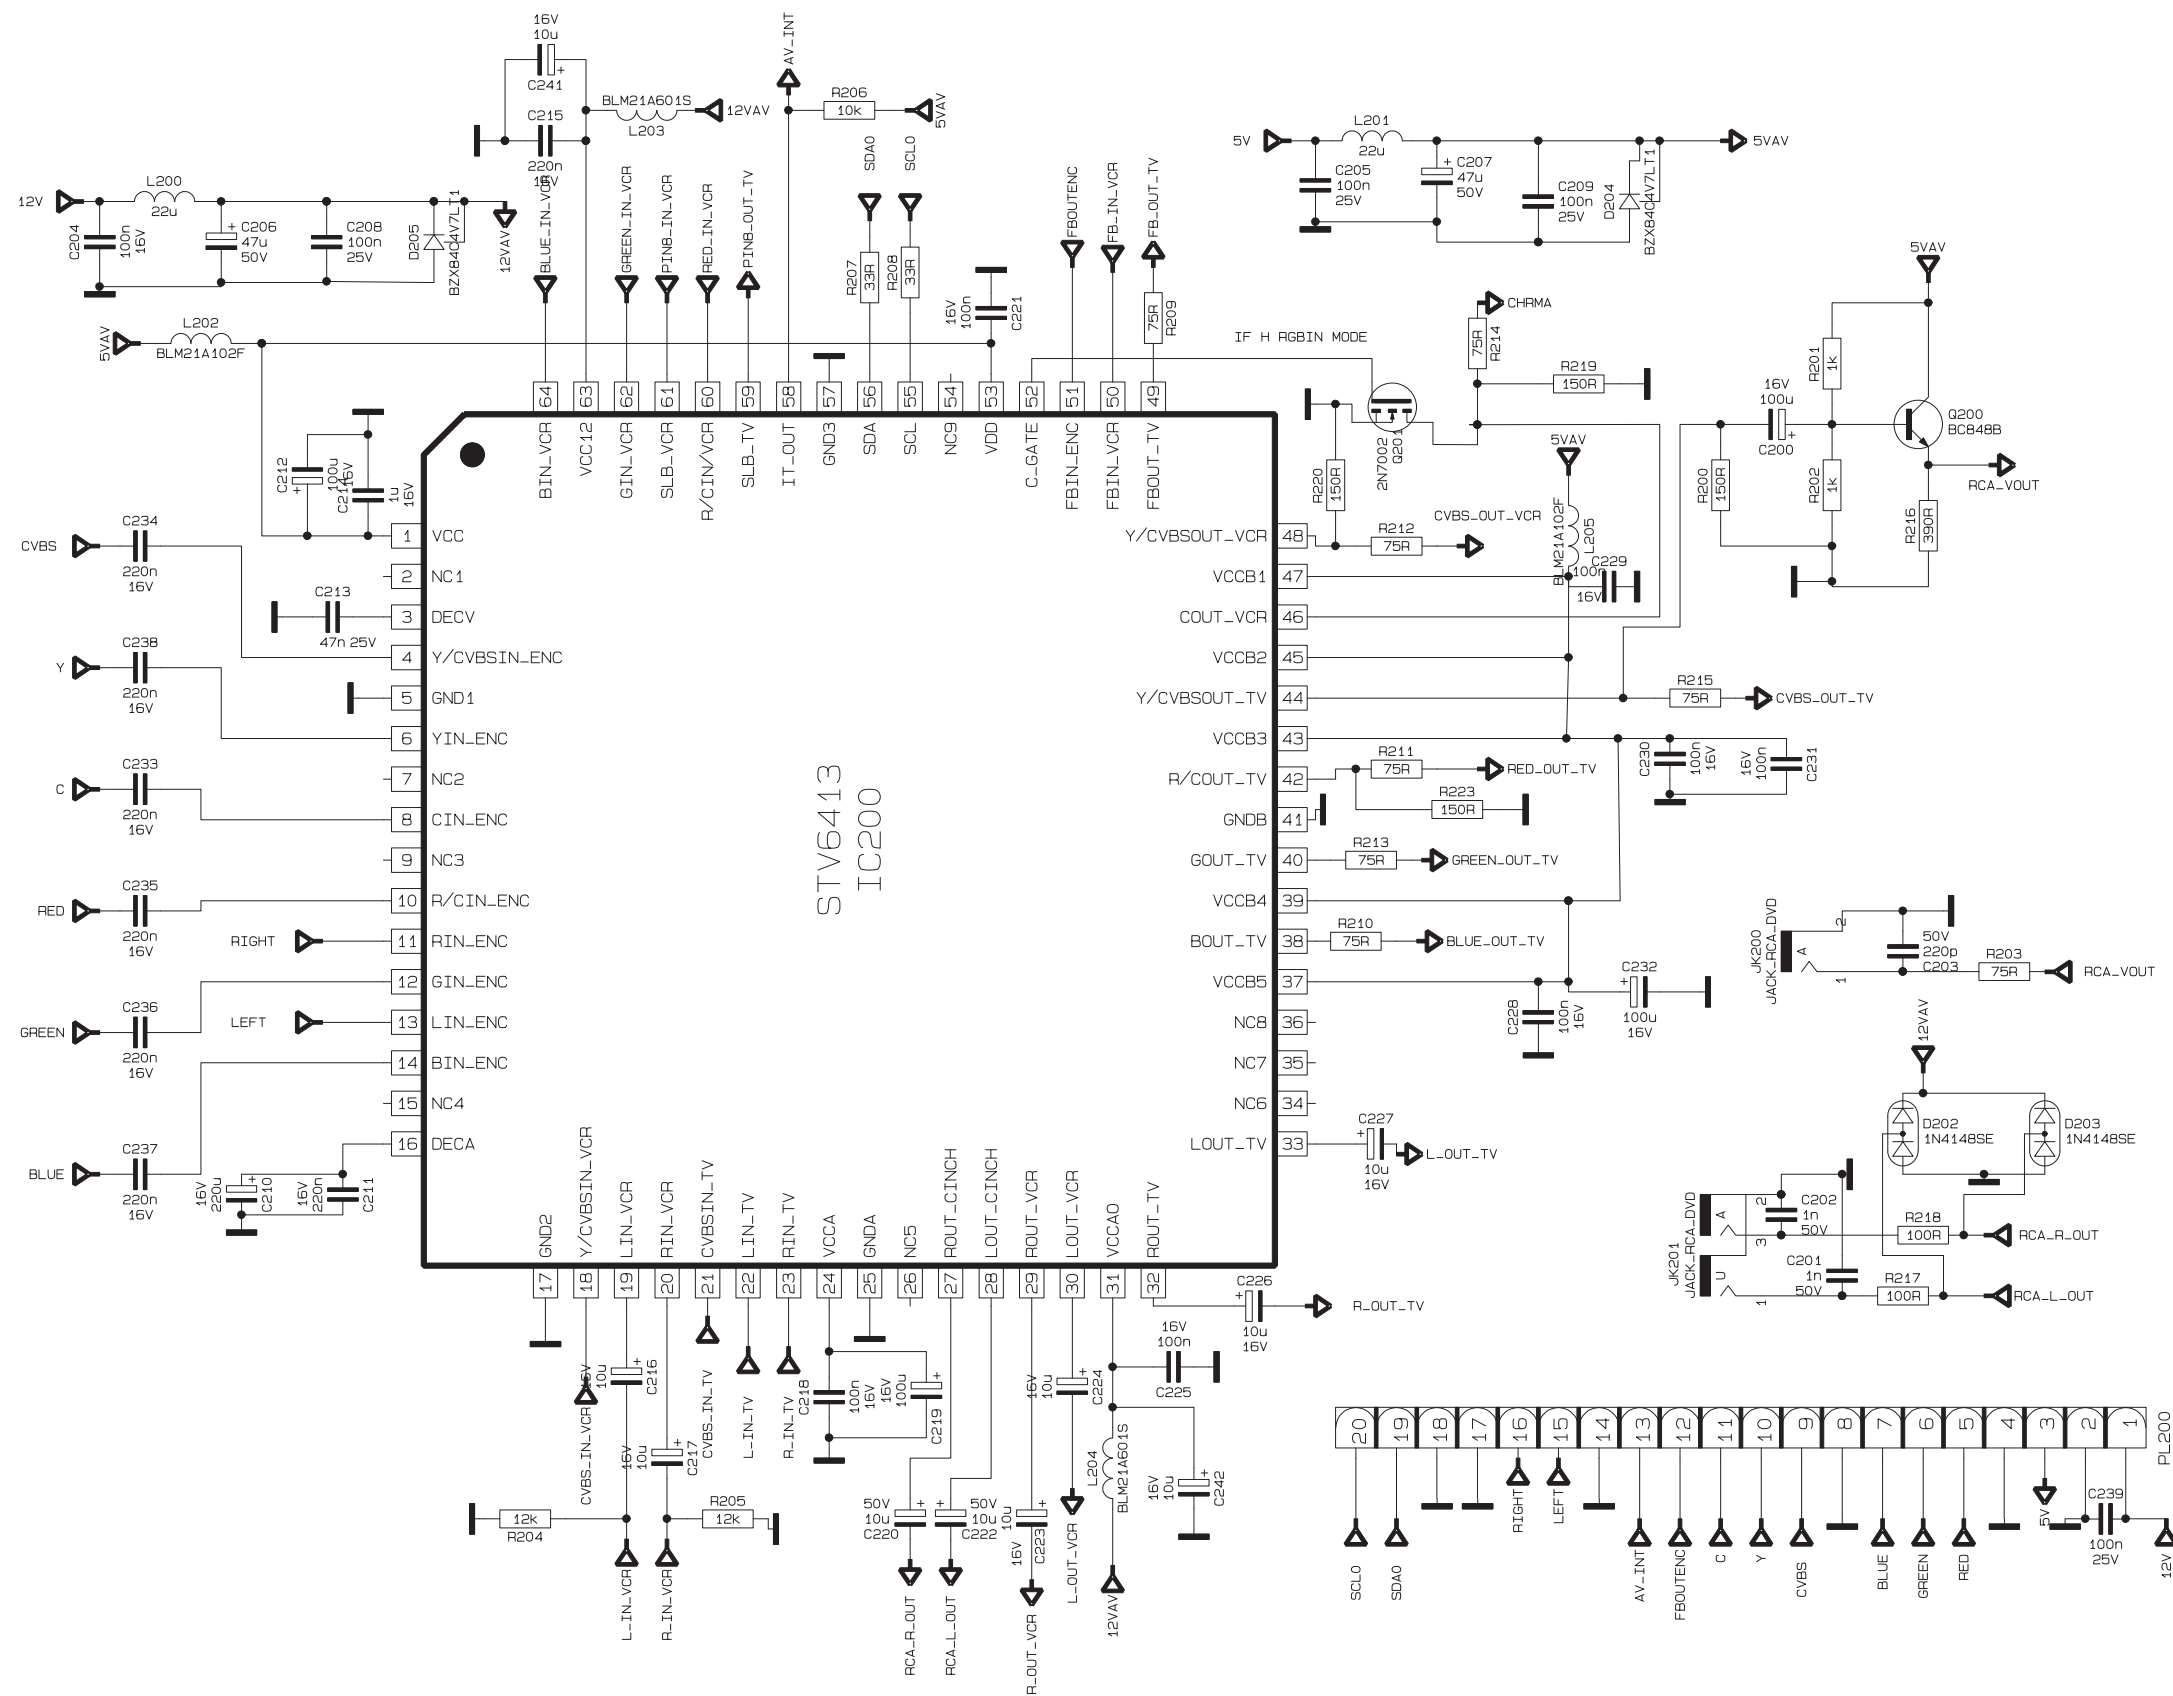 16V
10u
C241
C215
220n
16V
BLM21A601S
L203
12VAV
AV_INT
R206
10k
5VAV
SDA0
SCL0
12V
L200
22u
C204
100n
16V
C206
47u
50V
C208
100n
25V
D205
BZX84C4V7LT1
12VAV
5VAV
L202
BLM21A102F
BLUE_IN_VCR
GREEN_IN_VCR
PIN8_IN_VCR
RED_IN_VCR
PIN8_OUT_TV
R207
33R
R208
33R
16V
100n
C221
FBOUTENC
FB_IN_VCR
FB_OUT_TV
75R
R209
5V
L201
22u
C205
100n
25V
C207
47u
50V
C209
100n
25V
D204
BZX84C4V7LT1
5VAV
IF H RGBIN MODE
CHRMA
75R
R214
R219
150R
R220
150R
2N7002
Q201
5VAV
BLM21A102F
L205
C229
100n
16V
CVBS_OUT_VCR
R212
75R
5VAV
R201
1k
16V
100u
C200
R200
150R
R202
1k
Q200
BC848B
RCA_VOUT
R216
390R
64 BIN_VCR
63 VCC12
62 GIN_VCR
61 SLB_VCR
60 R/CIN/VCR
59 SLB_TV
58 IT_OUT
57 GND3
56 SDA
55 SCL
54 NC9
53 VDD
52 C_GATE
51 FBIN_ENC
50 FBIN_VCR
49 FBOUT_TV
C212
100u
16V
C214
1u
16V
1 VCC
2 NC1
3 DECV
4 Y/CVBSIN_ENC
5 GND1
6 YIN_ENC
7 NC2
8 CIN_ENC
9 NC3
10 R/CIN_ENC
11 RIN_ENC
12 GIN_ENC
13 LIN_ENC
14 BIN_ENC
15 NC4
16 DECA
CVBS
C234
220n
16V
C213
47n 25V
Y
C238
220n
16V
C
C233
220n
16V
RED
C235
220n
16V
RIGHT
GREEN
C236
220n
16V
LEFT
BLUE
C237
220n
16V
16V
220u
C210
16V
220n
C211
STV6413
IC200
Y/CVBSOUT_VCR 48
VCCB1 47
COUT_VCR 46
VCCB2 45
Y/CVBSOUT_TV 44
VCCB3 43
R/COUT_TV 42
GNDB 41
GOUT_TV 40
VCCB4 39
BOUT_TV 38
VCCB5 37
NC8 36
NC7 35
NC6 34
LOUT_TV 33
R215
75R
CVBS_OUT_TV
R211
75R
RED_OUT_TV
R223
150R
C230
100n
16V
16V
100n
C231
R213
75R
GREEN_OUT_TV
R210
75R
BLUE_OUT_TV
C228
100n
16V
C232
100u
16V
C227
10u
16V
L_OUT_TV
JK200
JACK_RCA_DVD
A
2
1
50V
220p
C203
R203
75R
RCA_VOUT
12VAV
D202
1N4148SE
D203
1N4148SE
JK201
JACK_RCA_DVD
A
U
2
3
1
C202
1n
50V
R218
100R
RCA_R_OUT
C201
1n
50V
R217
100R
RCA_L_OUT
17 GND2
18 Y/CVBSIN_VCR
19 LIN_VCR
20 RIN_VCR
21 CVBSIN_TV
22 LIN_TV
23 RIN_TV
24 VCCA
25 GNDA
26 NC5
27 ROUT_CINCH
28 LOUT_CINCH
29 ROUT_VCR
30 LOUT_VCR
31 VCCAO
32 ROUT_TV
C226
10u
16V
R_OUT_TV
CVBS_IN_VCR
16V
10u
C216
16V
10u
C217
CVBS_IN_TV
L_IN_TV
R_IN_TV
C218
100n
16V
16V
100u
C219
16V
10u
C224
16V
100n
C225
L204
BLM21A601S
16V
10u
C242
12k
R204
R205
12k
L_IN_VCR
R_IN_VCR
50V
10u
C220
50V
10u
C222
10u
16V
C223
RCA_R_OUT
RCA_L_OUT
R_OUT_VCR
L_OUT_VCR
12VAV
20 19 18 17 16 15 14 13 12 11 10 9 8 7 6 5 4 3 2 1
PL200
SCL0
SDA0
RIGHT
LEFT
AV_INT
FBOUTENC
C
Y
CVBS
BLUE
GREEN
RED
5V
C239
100n
25V
12V